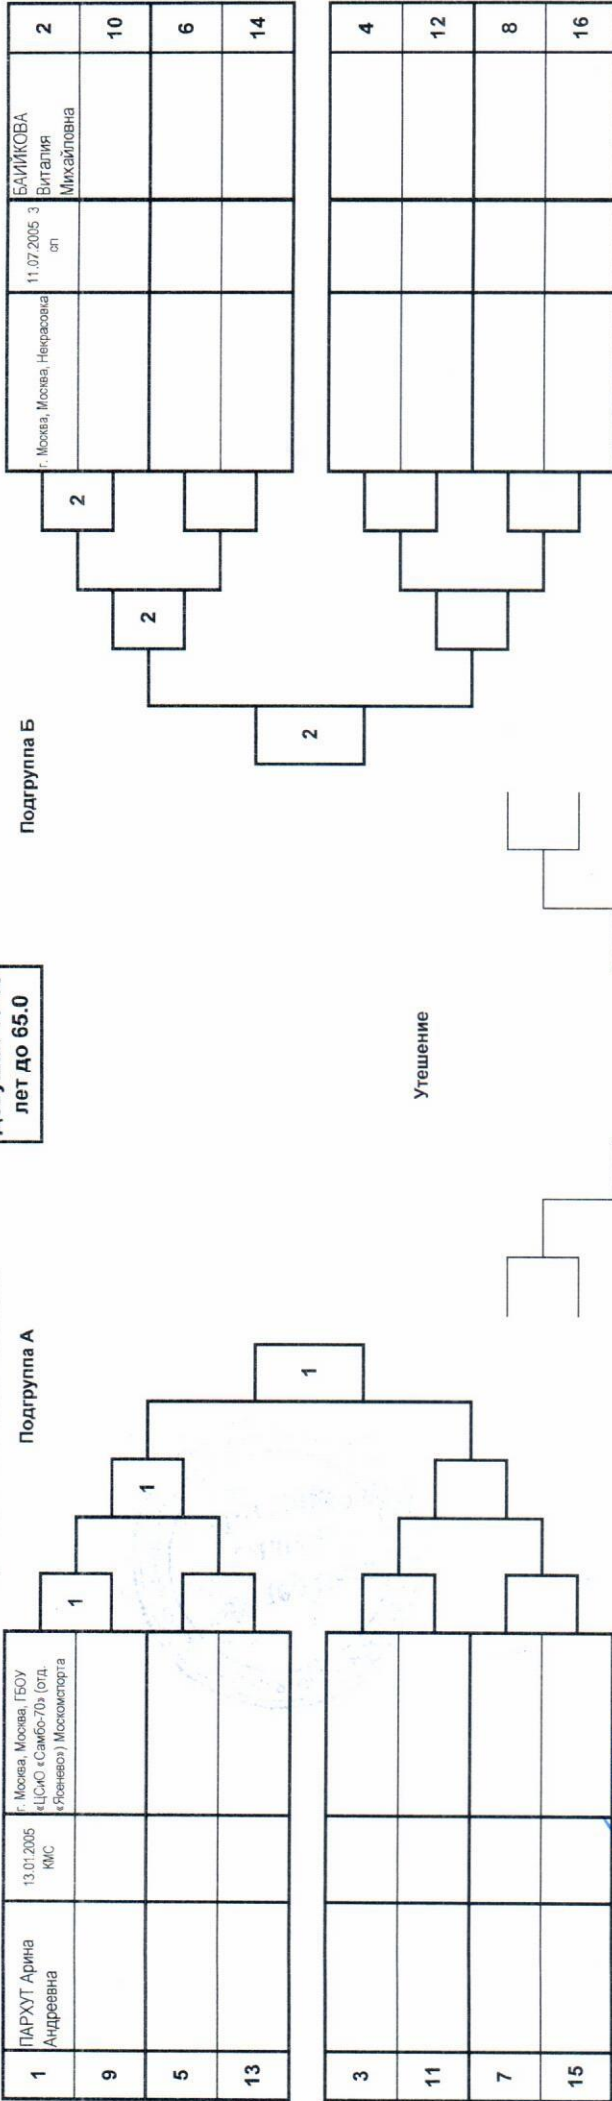 лет до 65.0
Подгруппа А
Подгруппа Б
1
ПАРХУТ Арина
Андреевна
13.01.2005
КМС
г. Москва, Москва, ГБОУ
«ЦСиО «Самбо-70» (отд.
«Ясенево») Москомспорта
9
5
13
3
11
7
15
1
1
1
Утешение
2
2
2
г. Москва, Москва, Некрасовка
11.07.2005 3
сп
БАИЙКОВА
Виталия
Михайловна
2
10
6
14
4
12
8
16